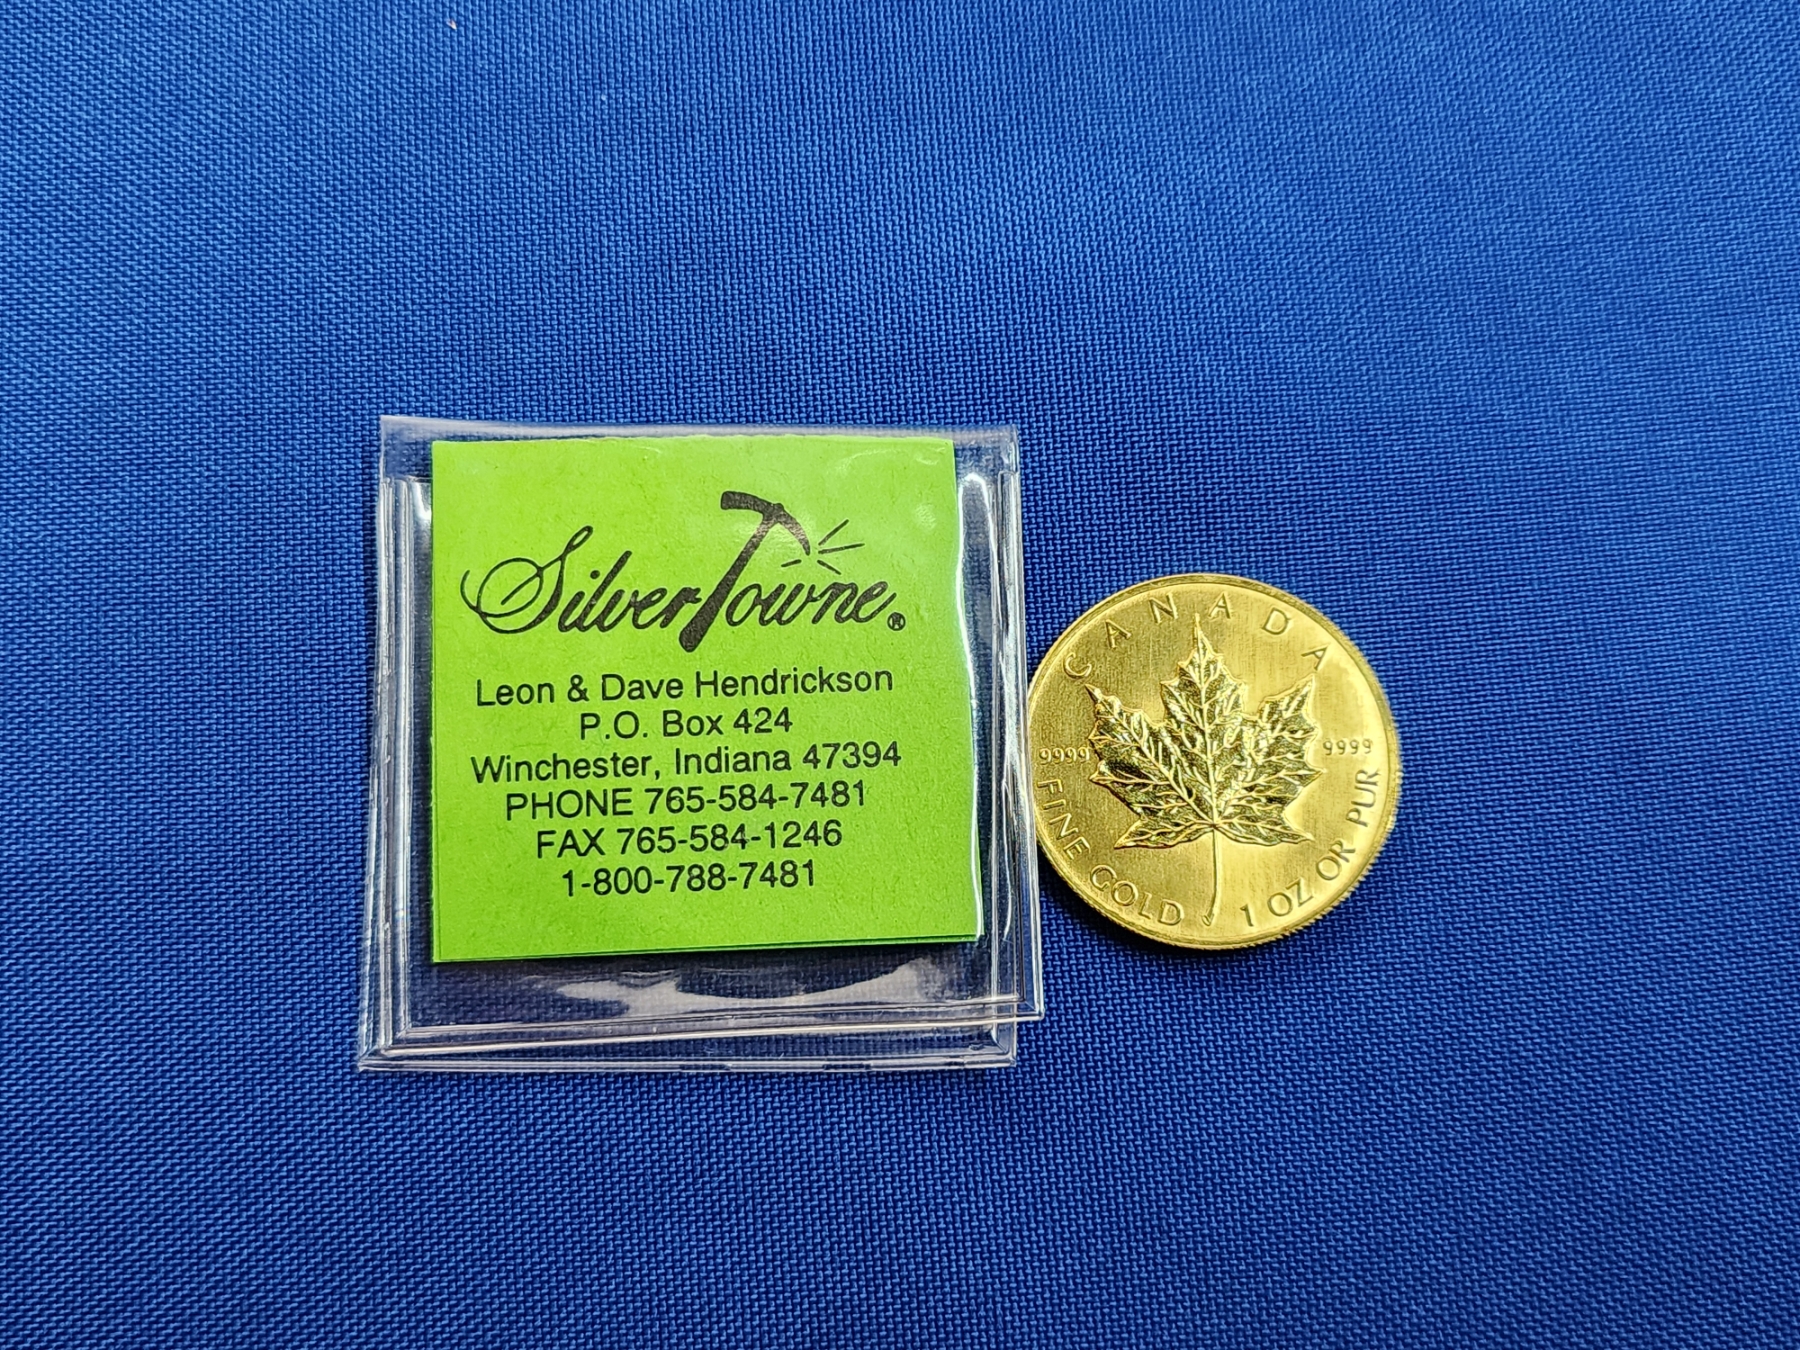 SilverTowne®
Leon & Dave Hendrickson
P.O. Box 424
Winchester, Indiana 47394
PHONE 765-584-7481
FAX 765-584-1246
1-800-788-7481
CANADA
9999 9999
FINE GOLD 1 OZ OR PUR